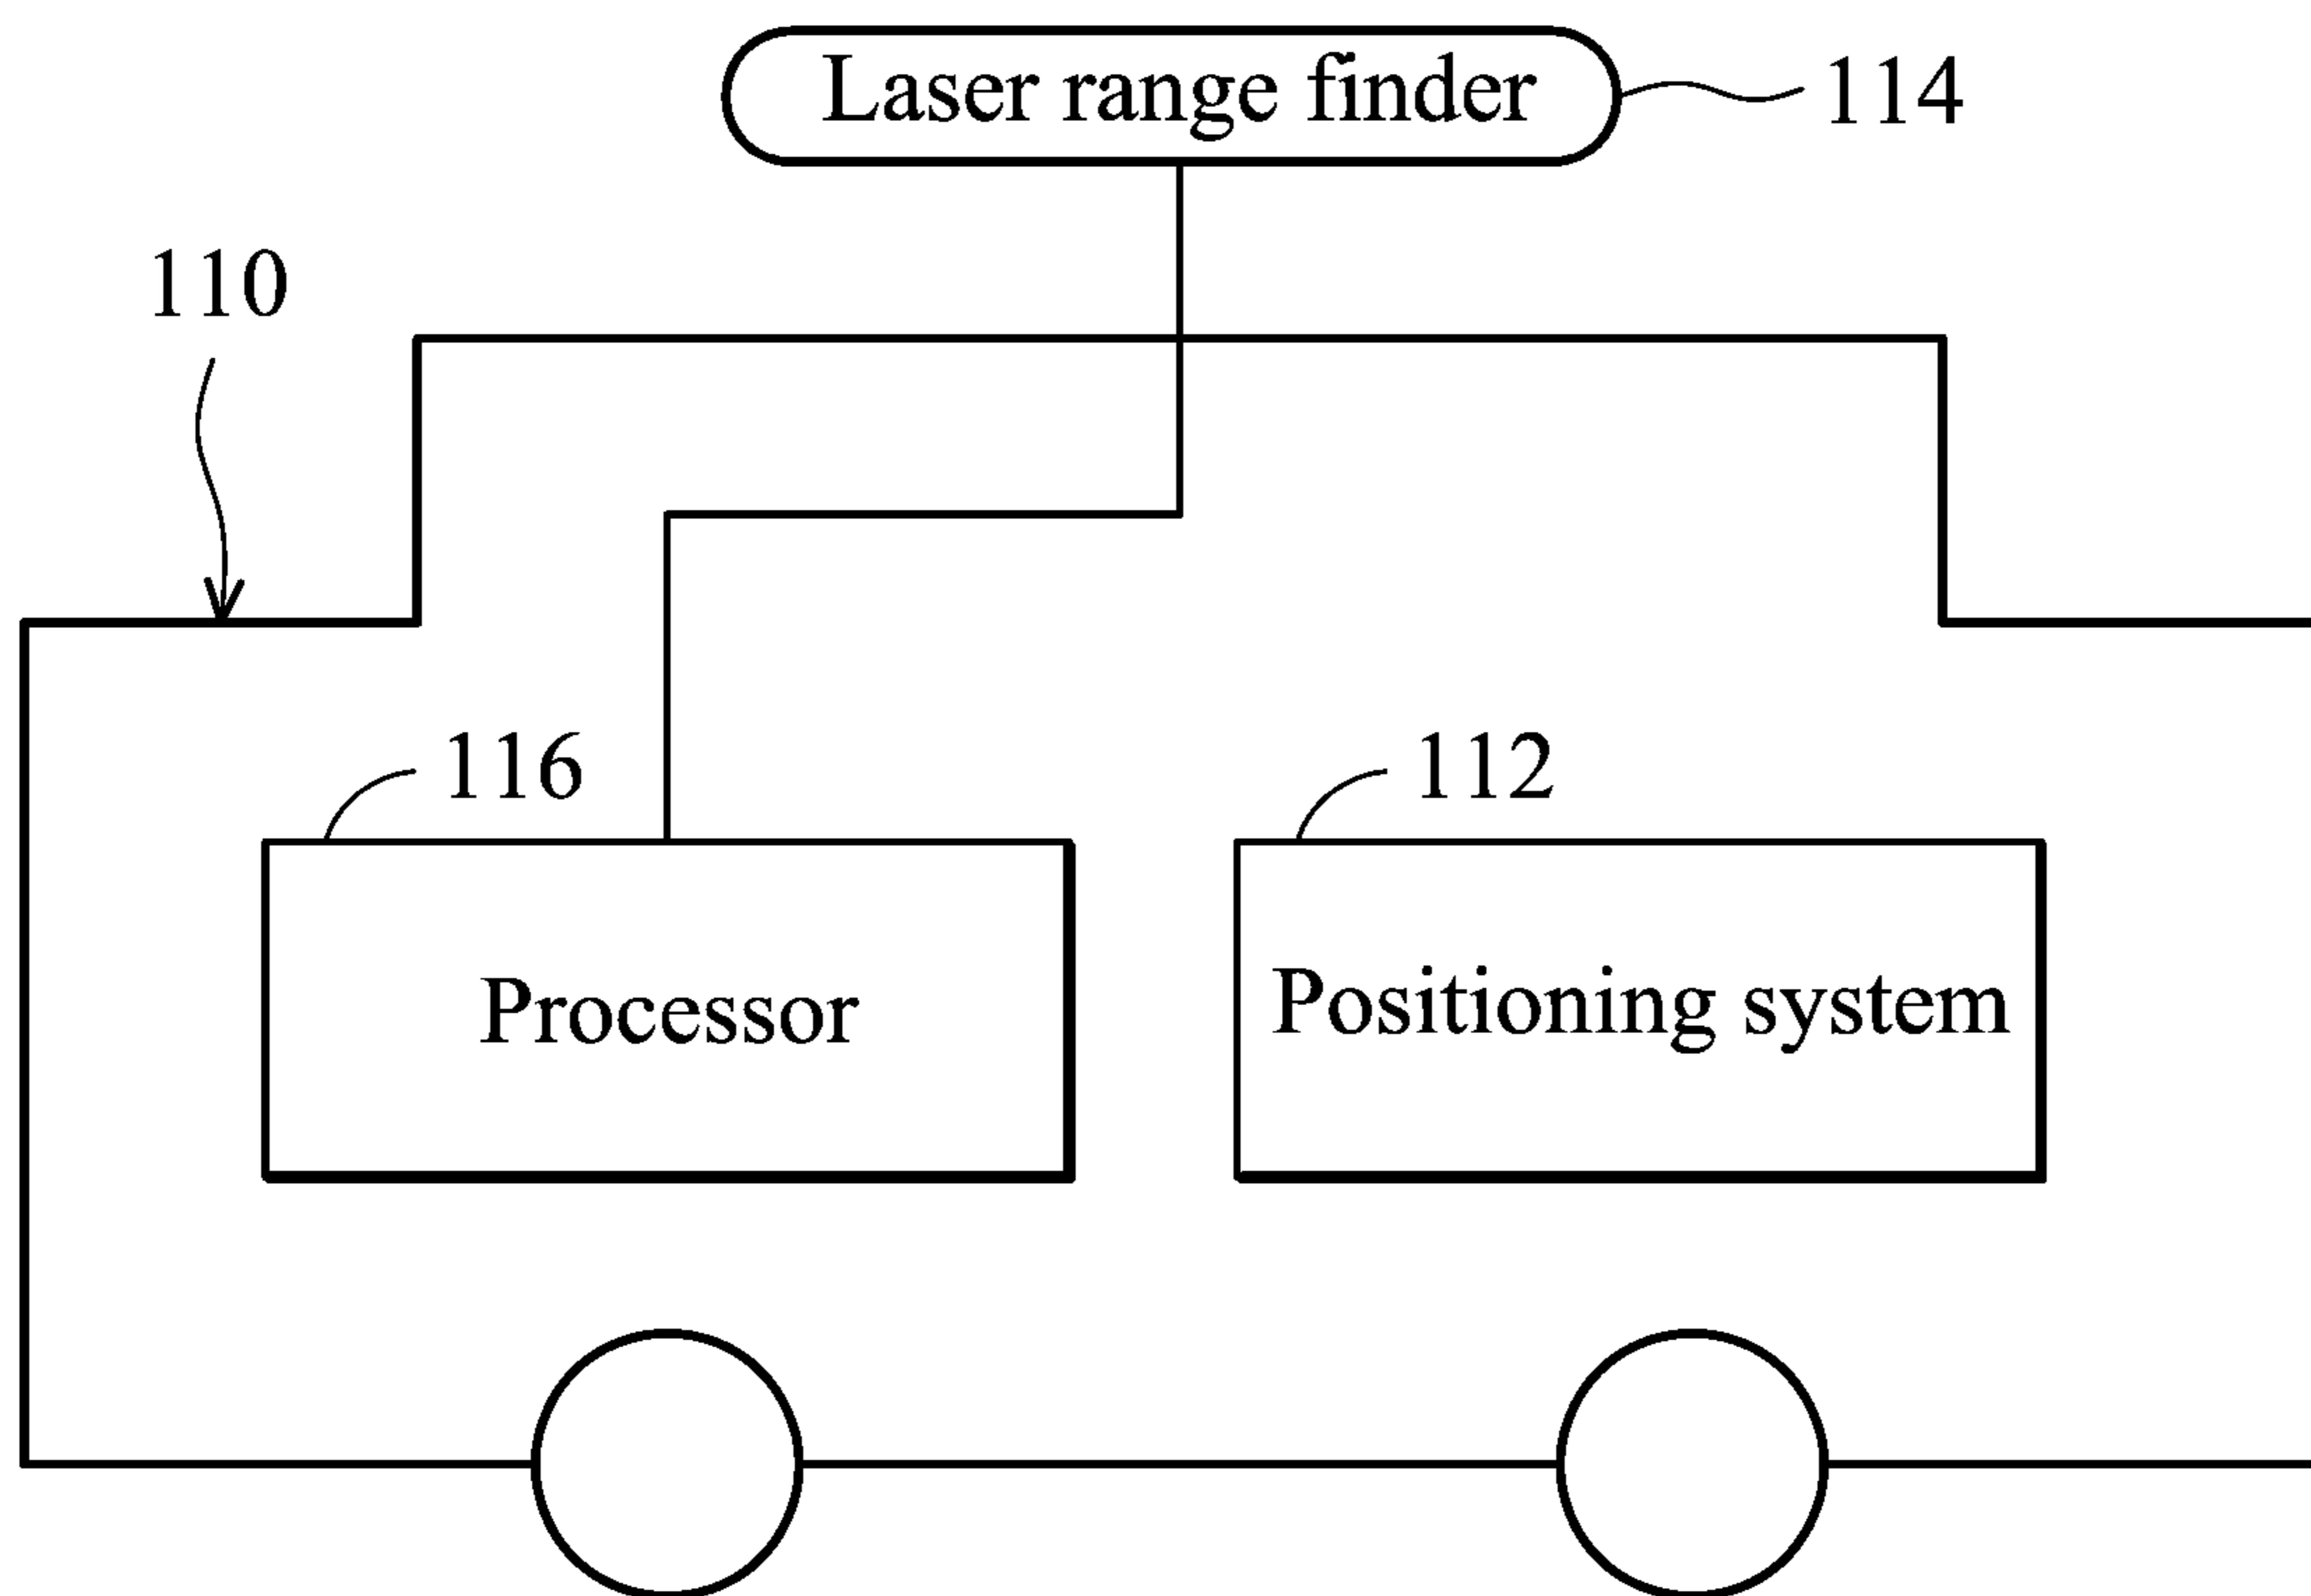 Laser range finder
114
110
116
112
Processor
Positioning system